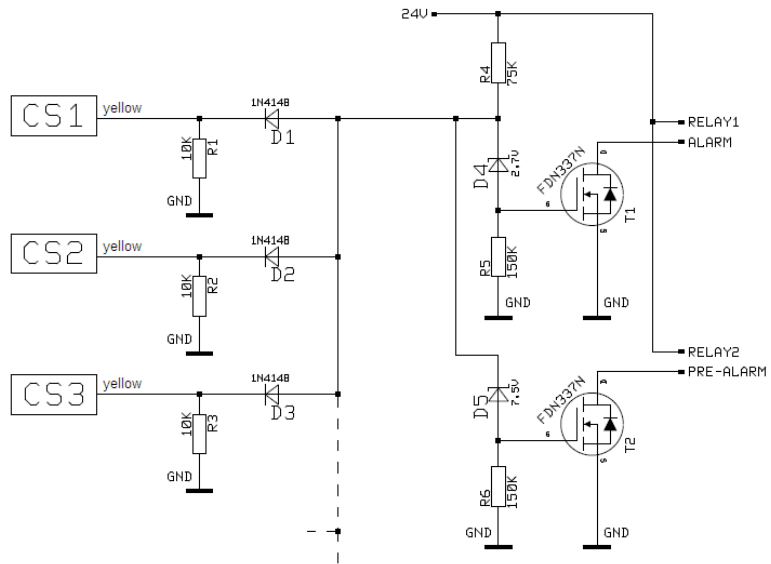 24V
R4 75K
CS1 yellow
1N4148
D1
10K R1
GND
RELAY1
ALARM
D4 2.7V
FDN337N
D
G
S
T1
CS2 yellow
1N4148
D2
10K R2
GND
R5 150K
GND
GND
RELAY2
PRE-ALARM
CS3 yellow
1N4148
D3
10K R3
GND
D5 7.5V
FDN337N
D
G
S
T2
R6 150K
GND
GND